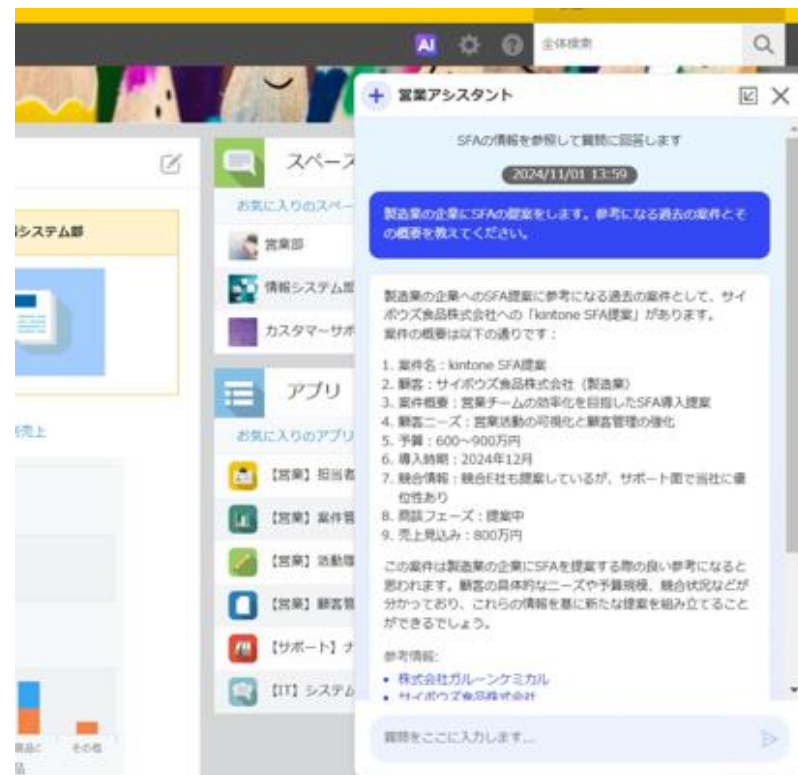 AI
全体検索
営業アシスタント
SFAの情報を参照して質問に回答します
2024/11/01 13:59
製造業の企業にSFAの提案をします。参考になる過去の案件とそ
の概要を教えてください。
製造業の企業へのSFA提案に参考になる過去の案件として、サイ
ボウズ食品株式会社への「kintone SFA提案」があります。
案件の概要は以下の通りです：
1. 案件名：kintone SFA提案
2. 顧客：サイボウズ食品株式会社（製造業）
3. 案件概要：営業チームの効率化を目指したSFA導入提案
4. 顧客ニーズ：営業活動の可視化と顧客管理の強化
5. 予算：600～900万円
6. 導入時期：2024年12月
7. 競合情報：競合E社も提案しているが、サポート面で当社に優
位性あり
8. 商談フェーズ：提案中
9. 売上見込み：800万円
この案件は製造業の企業にSFAを提案する際の良い参考になると
思われます。顧客の具体的なニーズや予算規模、競合状況などが
分かっており、これらの情報を基に新たな提案を組み立てること
ができるでしょう。
参考情報:
• 株式会社ガルーンケミカル
• サイボウズ食品株式会社
質問をここに入力します...
スペース
お気に入りのスペー
営業部
情報システム部
カスタマーサポ
アプリ
お気に入りのアプリ
【営業】担当者
【営業】案件管
【営業】活動履
【営業】顧客管
【サポート】ナ
【IT】システム
システム部
売上
その他